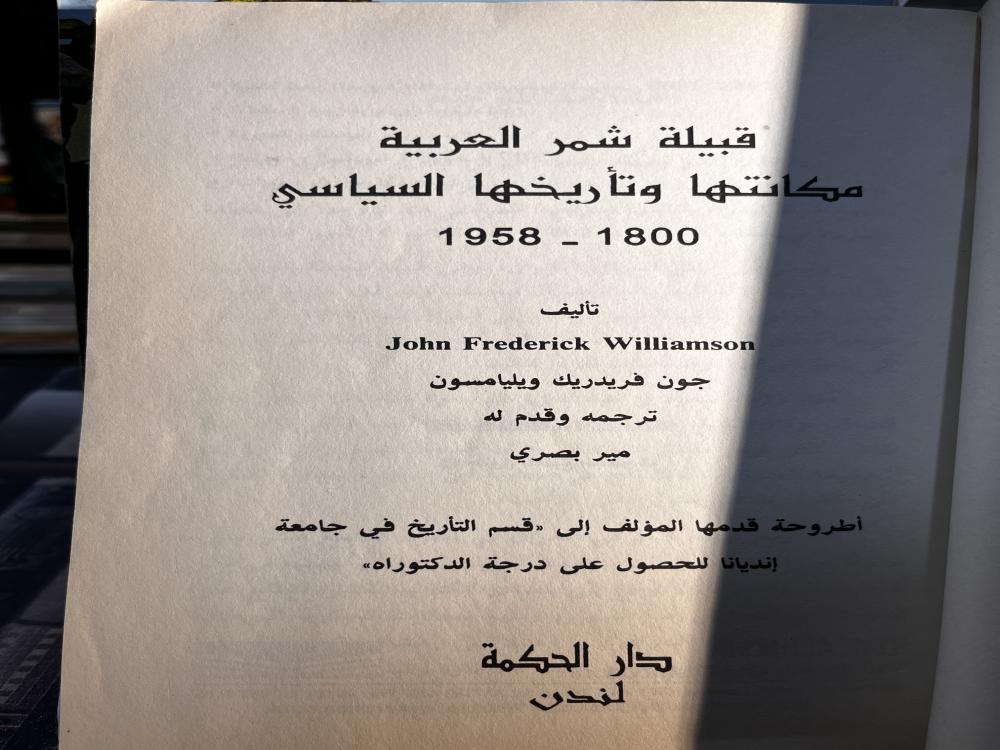 قبيلة شمر العربية
مكانتها وتأريخها السياسي
1800 - 1958
تأليف
John Frederick Williamson
جون فريدريك ويليامسون
ترجمه وقدم له
مير بصري
أطروحة قدمها المؤلف إلى «قسم التأريخ في جامعة
إنديانا للحصول على درجة الدكتوراه»
دار الحكمة
لندن